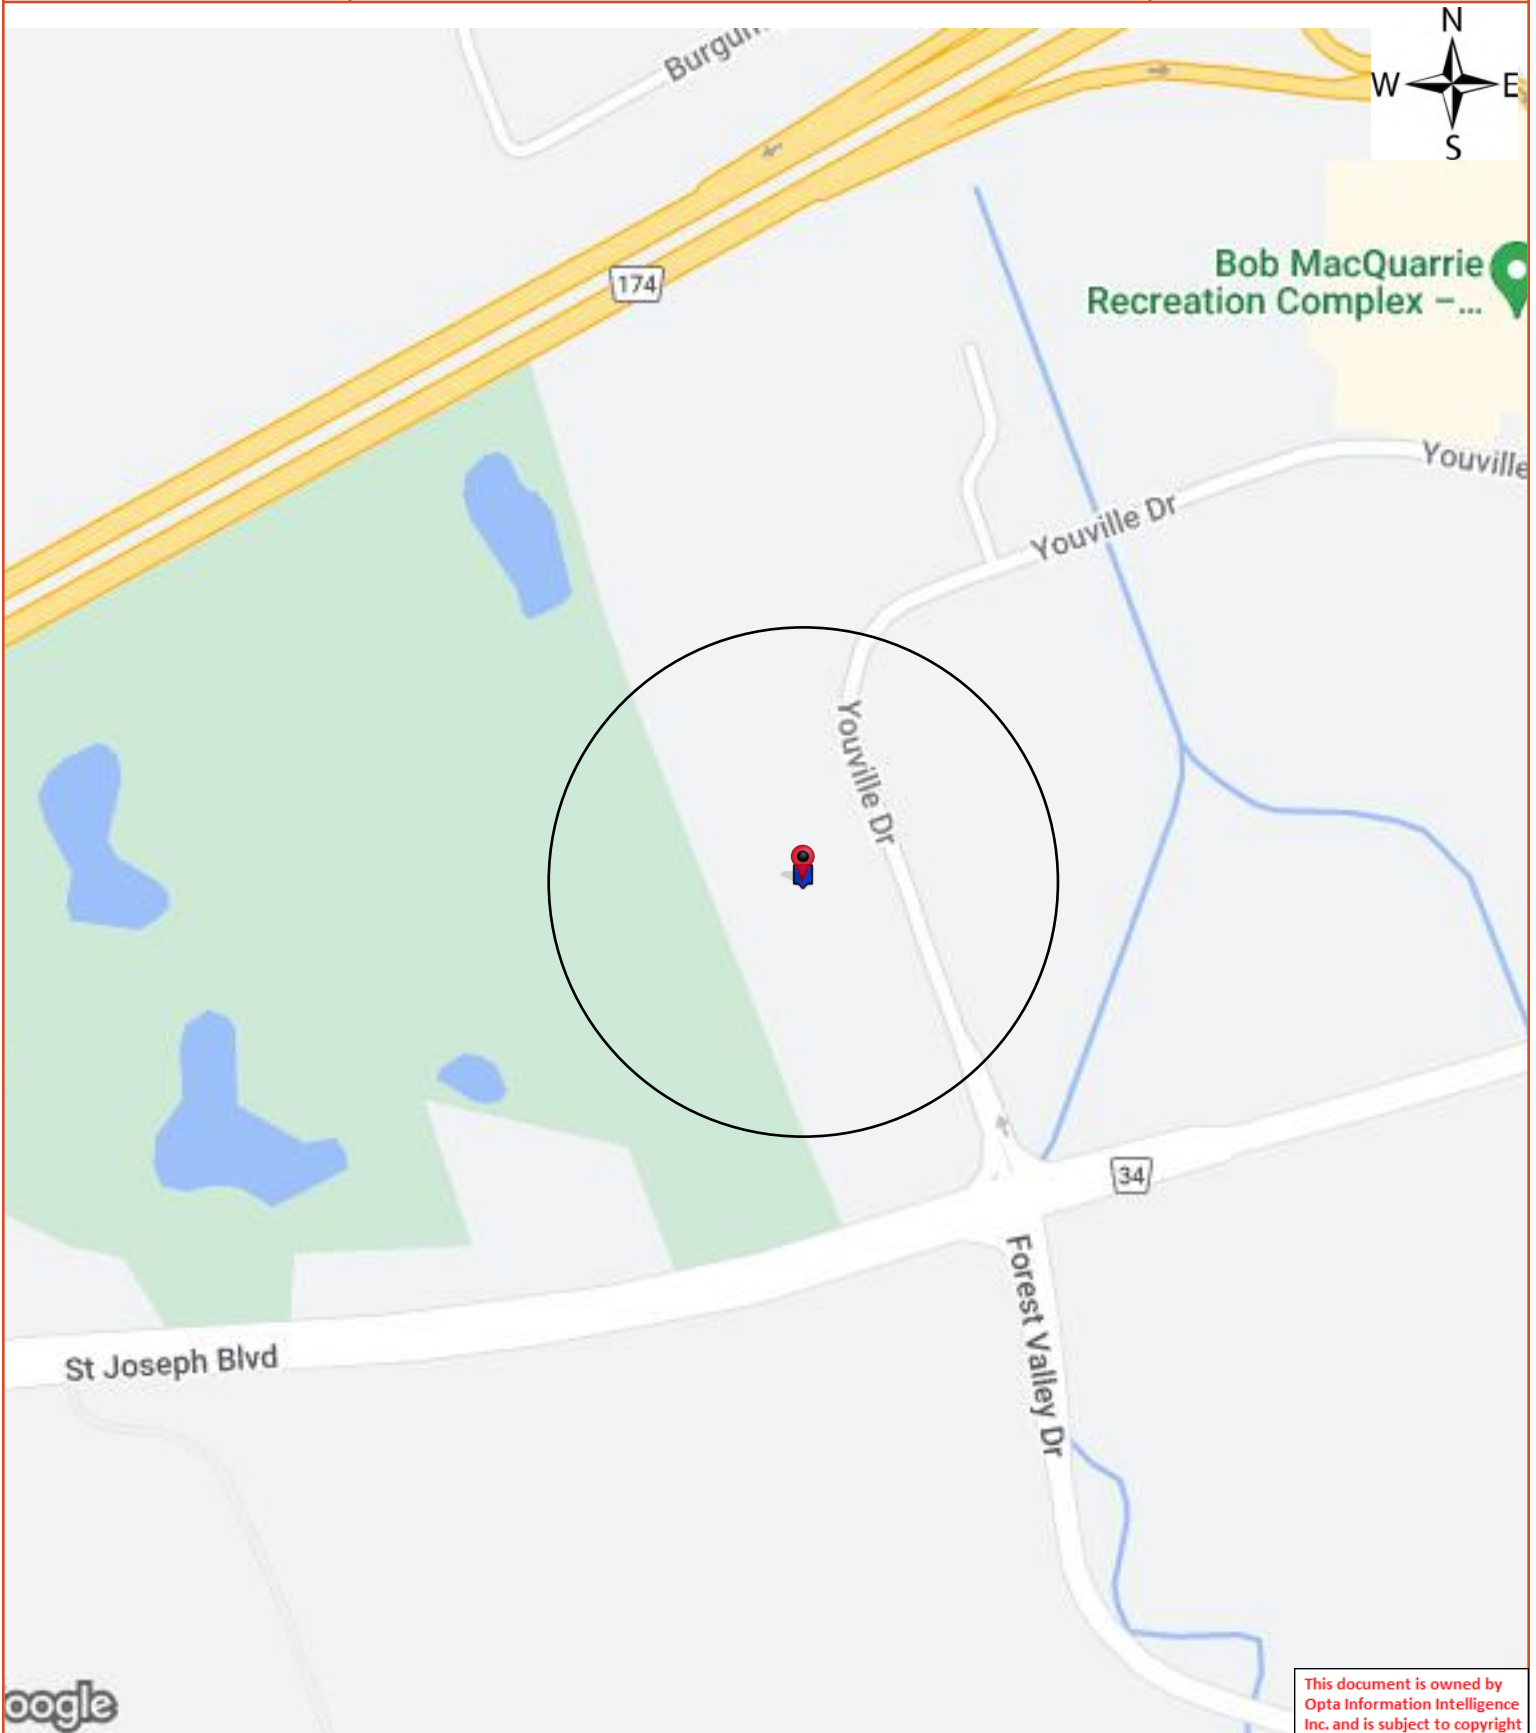 N
W E
S
174
Bob MacQuarrie
Recreation Complex –...
Youville
Youville Dr
Youville Dr
34
Forest Valley Dr
St Joseph Blvd
oogle
This document is owned by
Opta Information Intelligence
Inc. and is subject to copyright